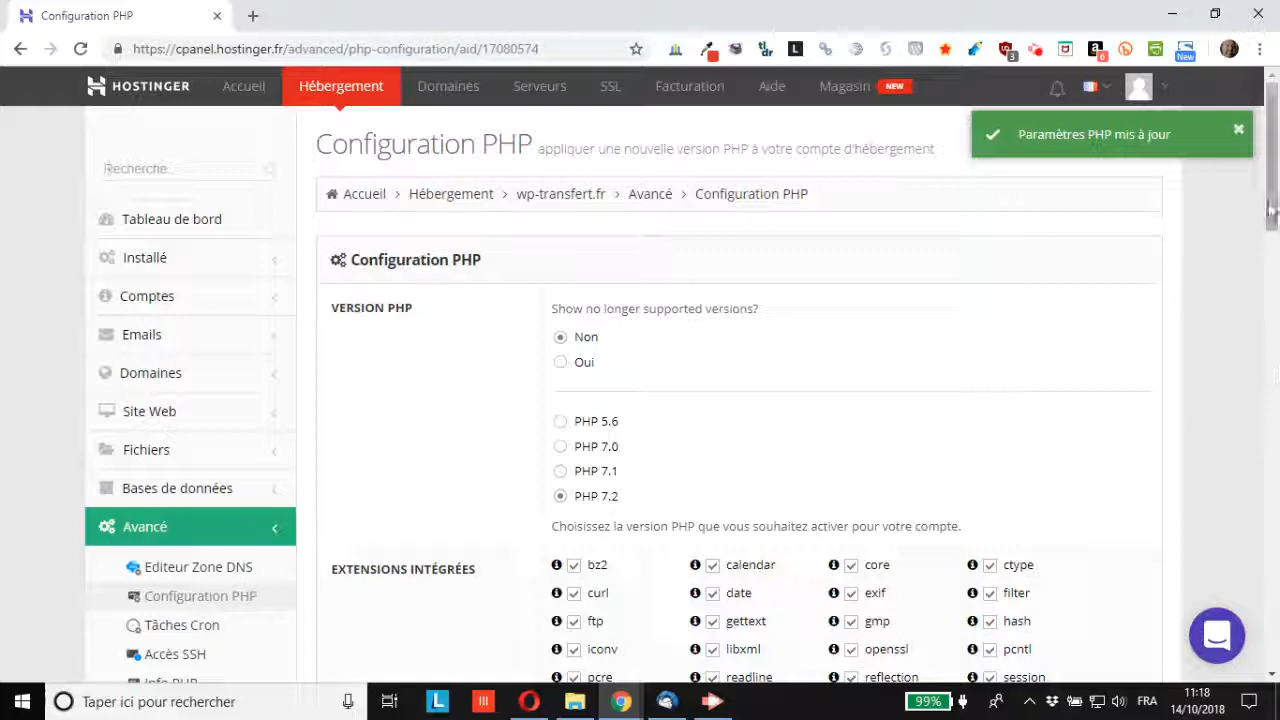 Configuration PHP
https://cpanel.hostinger.fr/advanced/php-configuration/aid/17080574
HOSTINGER
Accueil
Hébergement
Domaines
Serveurs
SSL
Facturation
Aide
Magasin NEW
Configuration PHP appliquer une nouvelle version PHP à votre compte d'hébergement
Paramètres PHP mis à jour
Recherche...
Accueil > Hébergement > wp-transfert.fr > Avancé > Configuration PHP
Tableau de bord
Installé
Comptes
Emails
Domaines
Site Web
Fichiers
Bases de données
Avancé
Editeur Zone DNS
Configuration PHP
Tâches Cron
Accès SSH
Info PHP
Configuration PHP
VERSION PHP
Show no longer supported versions?
Non
Oui
PHP 5.6
PHP 7.0
PHP 7.1
PHP 7.2
Choisissez la version PHP que vous souhaitez activer pour votre compte.
EXTENSIONS INTÉGRÉES
bz2 calendar core ctype
curl date exif filter
ftp gettext gmp hash
iconv libxml openssl pcntl
pcre readline reflection session
Taper ici pour rechercher
99%
FRA
11:18
14/10/2018